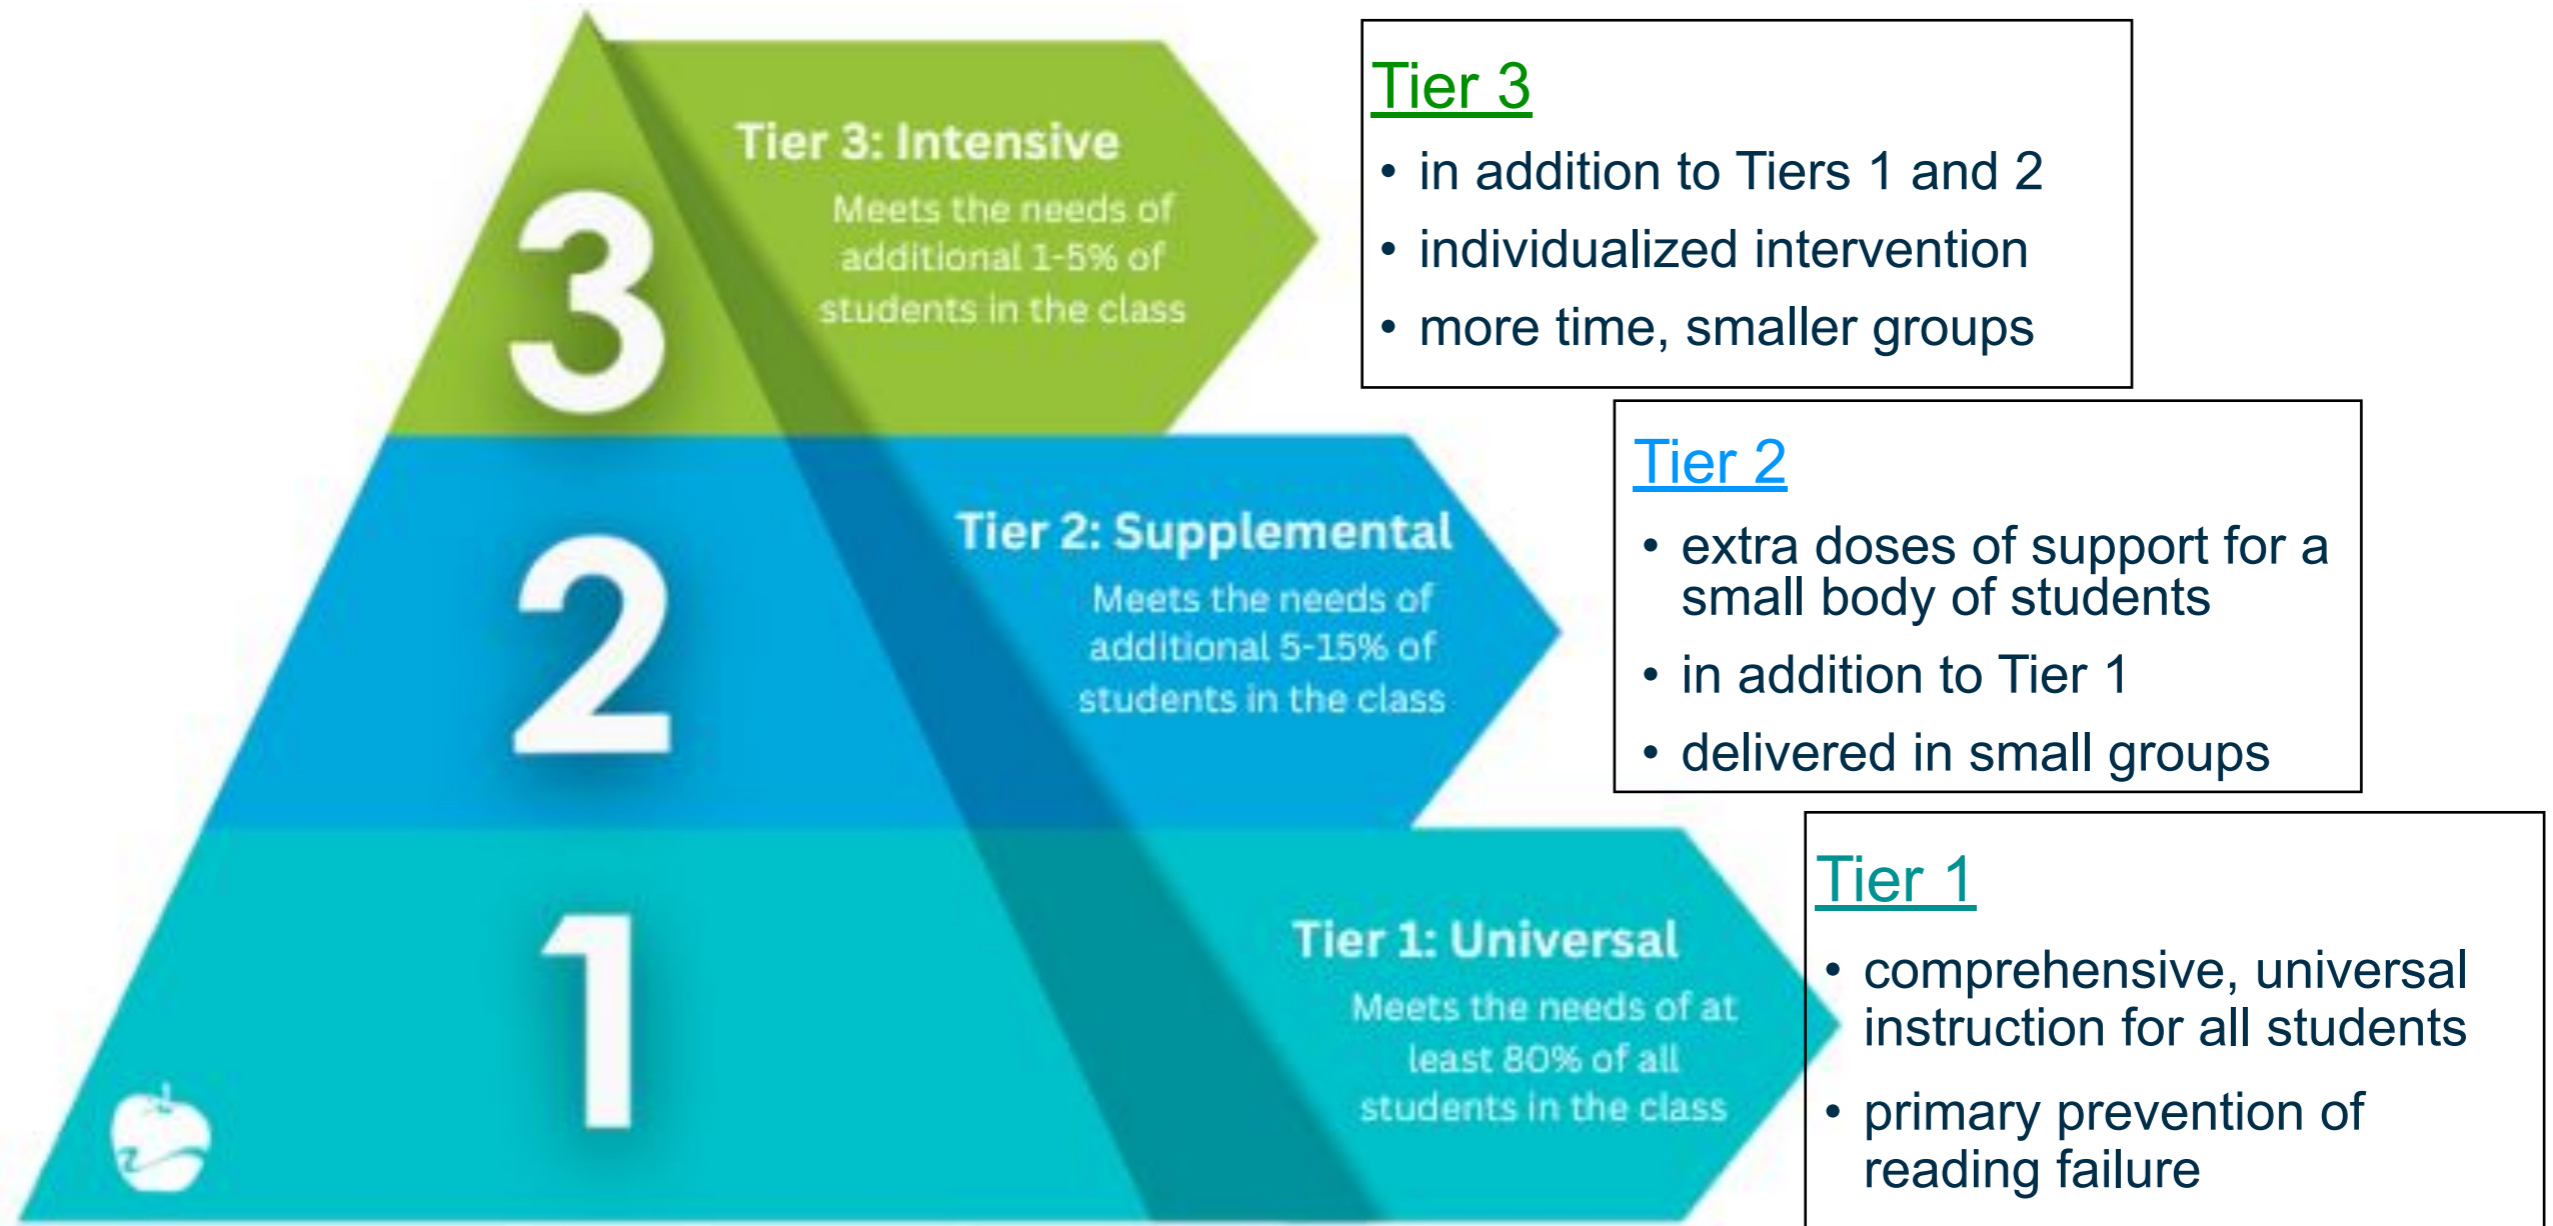 3
Tier 3: Intensive
Meets the needs of
additional 1-5% of
students in the class
Tier 3
• in addition to Tiers 1 and 2
• individualized intervention
• more time, smaller groups
2
Tier 2: Supplemental
Meets the needs of
additional 5-15% of
students in the class
Tier 2
• extra doses of support for a
small body of students
• in addition to Tier 1
• delivered in small groups
1
Tier 1: Universal
Meets the needs of at
least 80% of all
students in the class
Tier 1
• comprehensive, universal
instruction for all students
• primary prevention of
reading failure